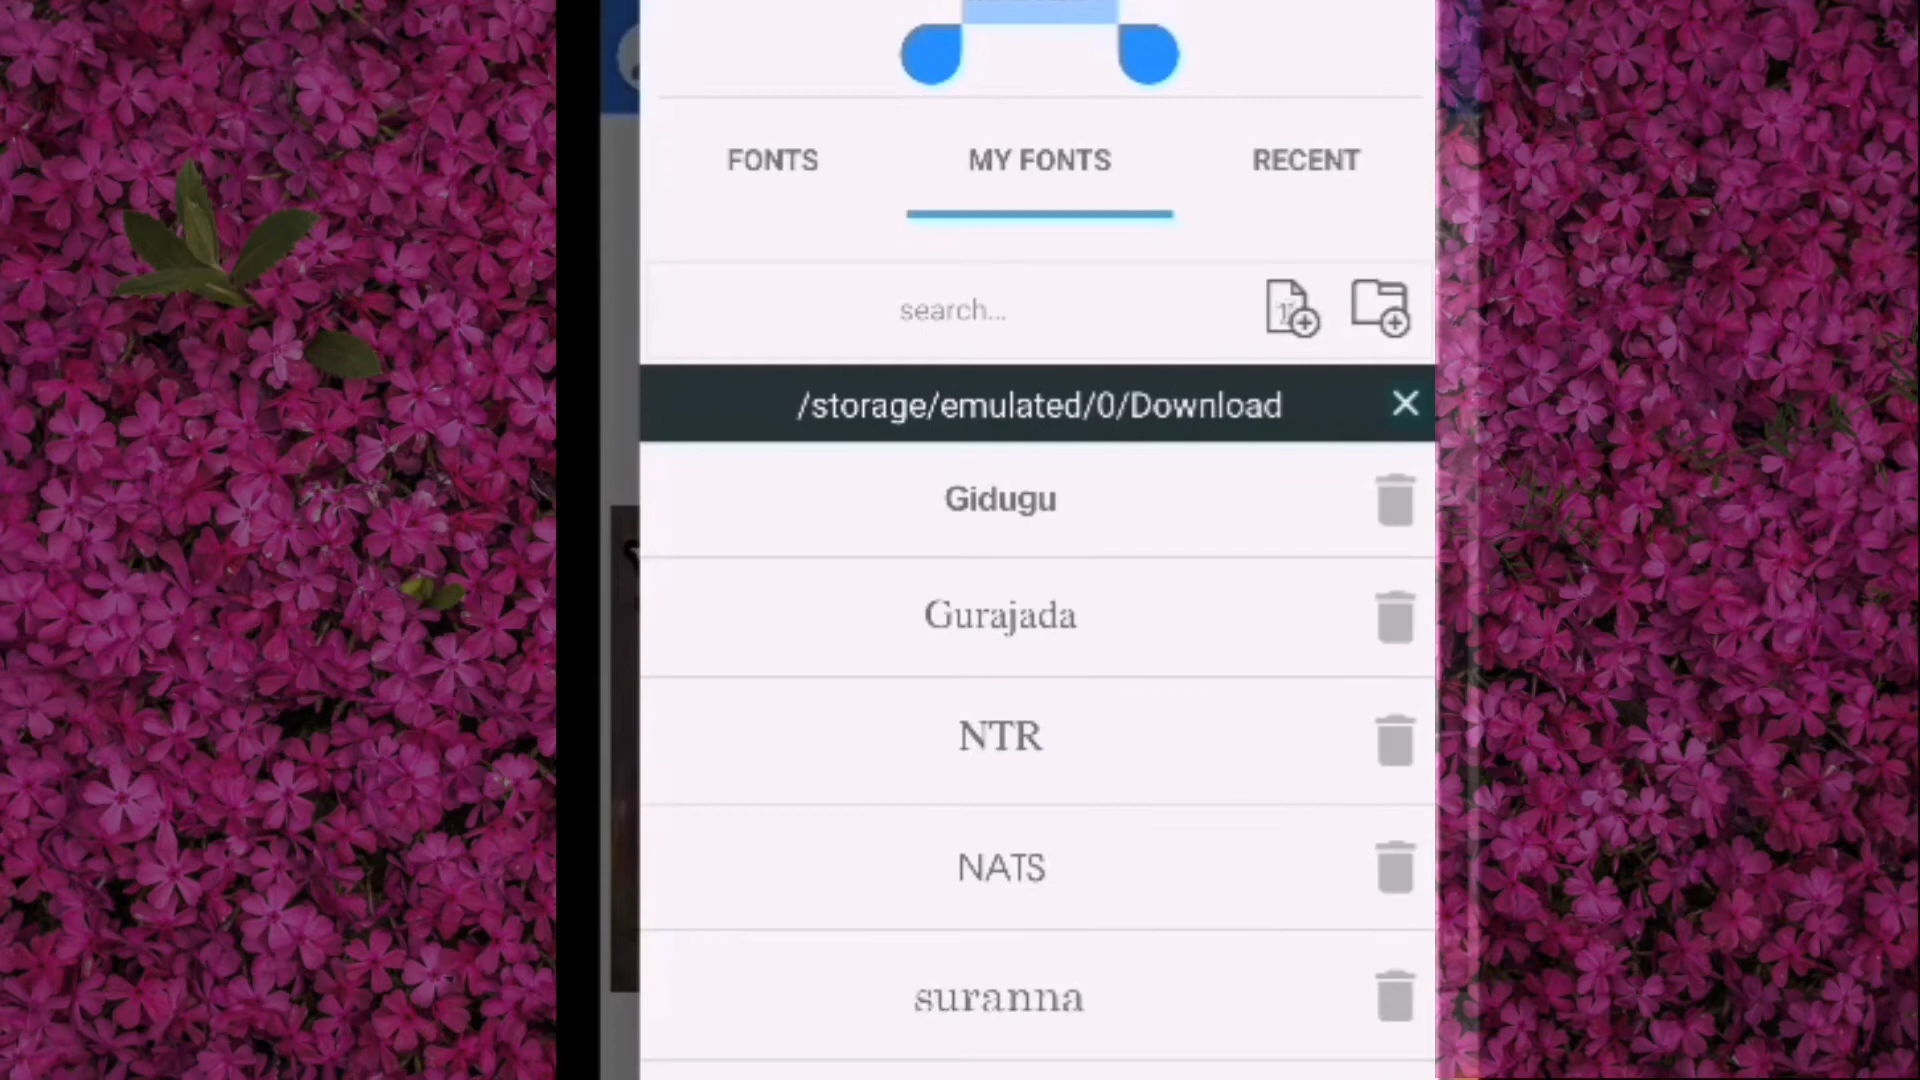 FONTS MY FONTS RECENT
search...
/storage/emulated/0/Download
Gidugu
Gurajada
NTR
NATS
suranna